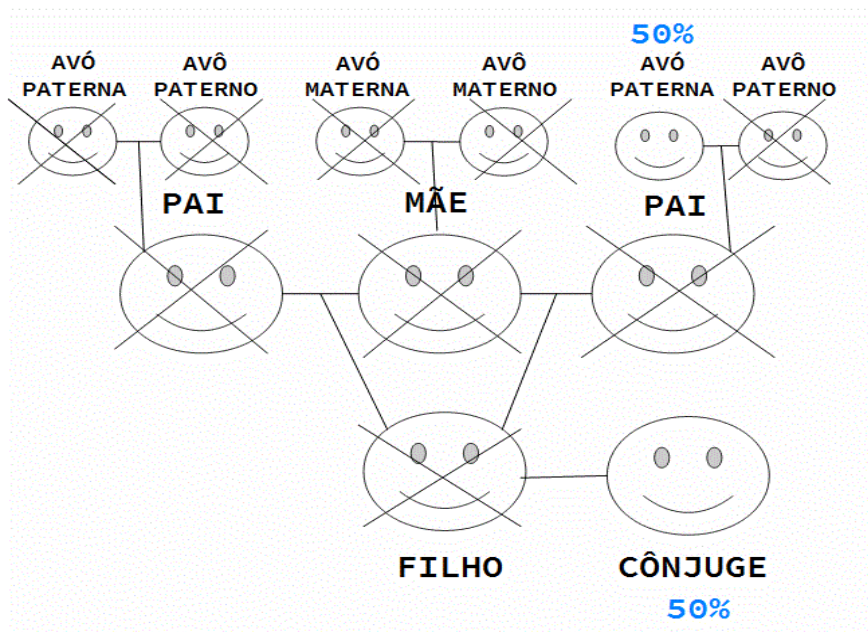 50%
AVÓ
PATERNA
AVÔ
PATERNO
AVÓ
MATERNA
AVÔ
MATERNO
AVÓ
PATERNA
AVÔ
PATERNO
PAI
MÃE
PAI
FILHO
CÔNJUGE
50%